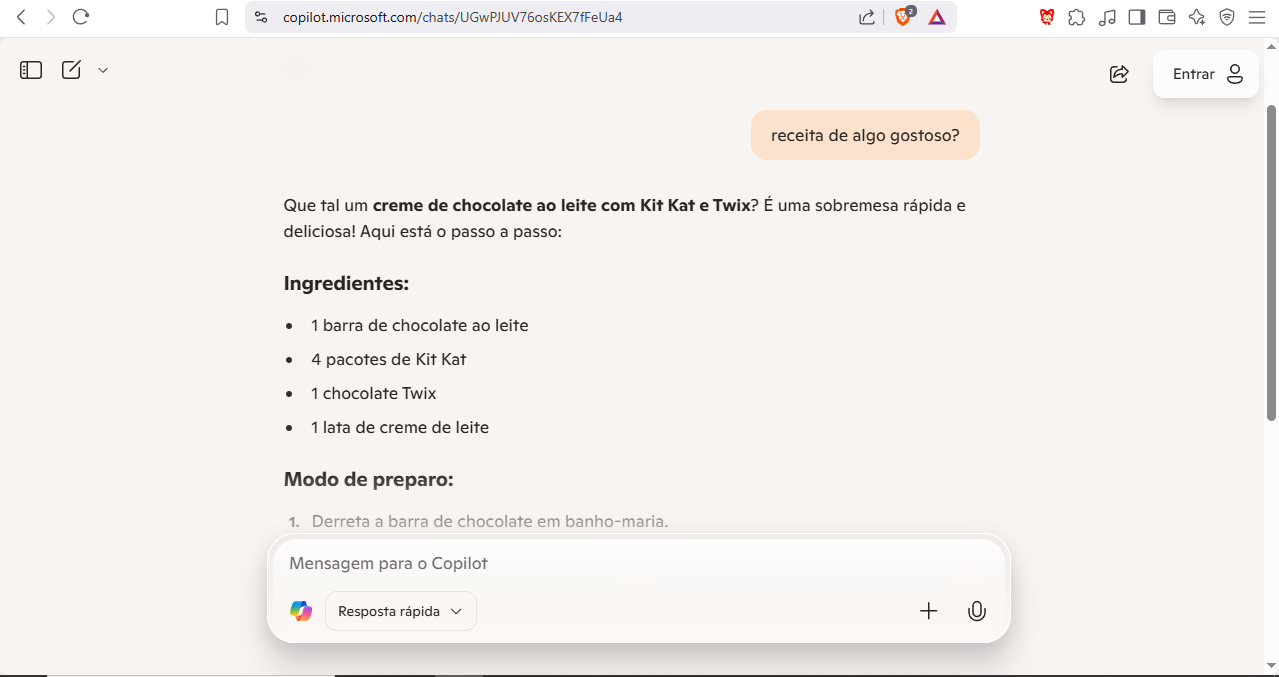 copilot.microsoft.com/chats/UGwPJUV76osKEX7fFeUa4
2
Entrar
receita de algo gostoso?
Que tal um creme de chocolate ao leite com Kit Kat e Twix? É uma sobremesa rápida e
deliciosa! Aqui está o passo a passo:
Ingredientes:
• 1 barra de chocolate ao leite
• 4 pacotes de Kit Kat
• 1 chocolate Twix
• 1 lata de creme de leite
Modo de preparo:
1. Derreta a barra de chocolate em banho-maria.
Mensagem para o Copilot
Resposta rápida